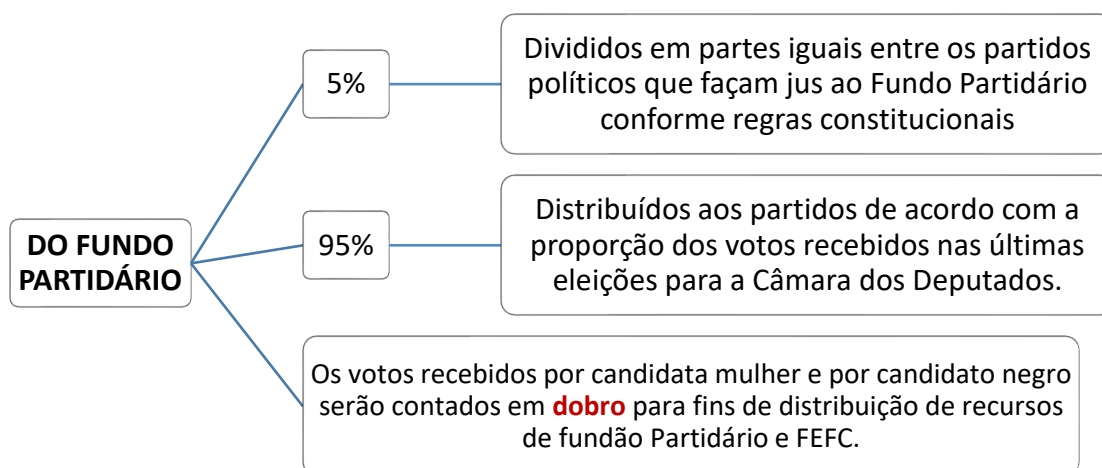 DO FUNDO
PARTIDÁRIO
5%
Divididos em partes iguais entre os partidos
políticos que façam jus ao Fundo Partidário
conforme regras constitucionais
95%
Distribuídos aos partidos de acordo com a
proporção dos votos recebidos nas últimas
eleições para a Câmara dos Deputados.
Os votos recebidos por candidata mulher e por candidato negro
serão contados em dobro para fins de distribuição de recursos
de fundão Partidário e FEFC.